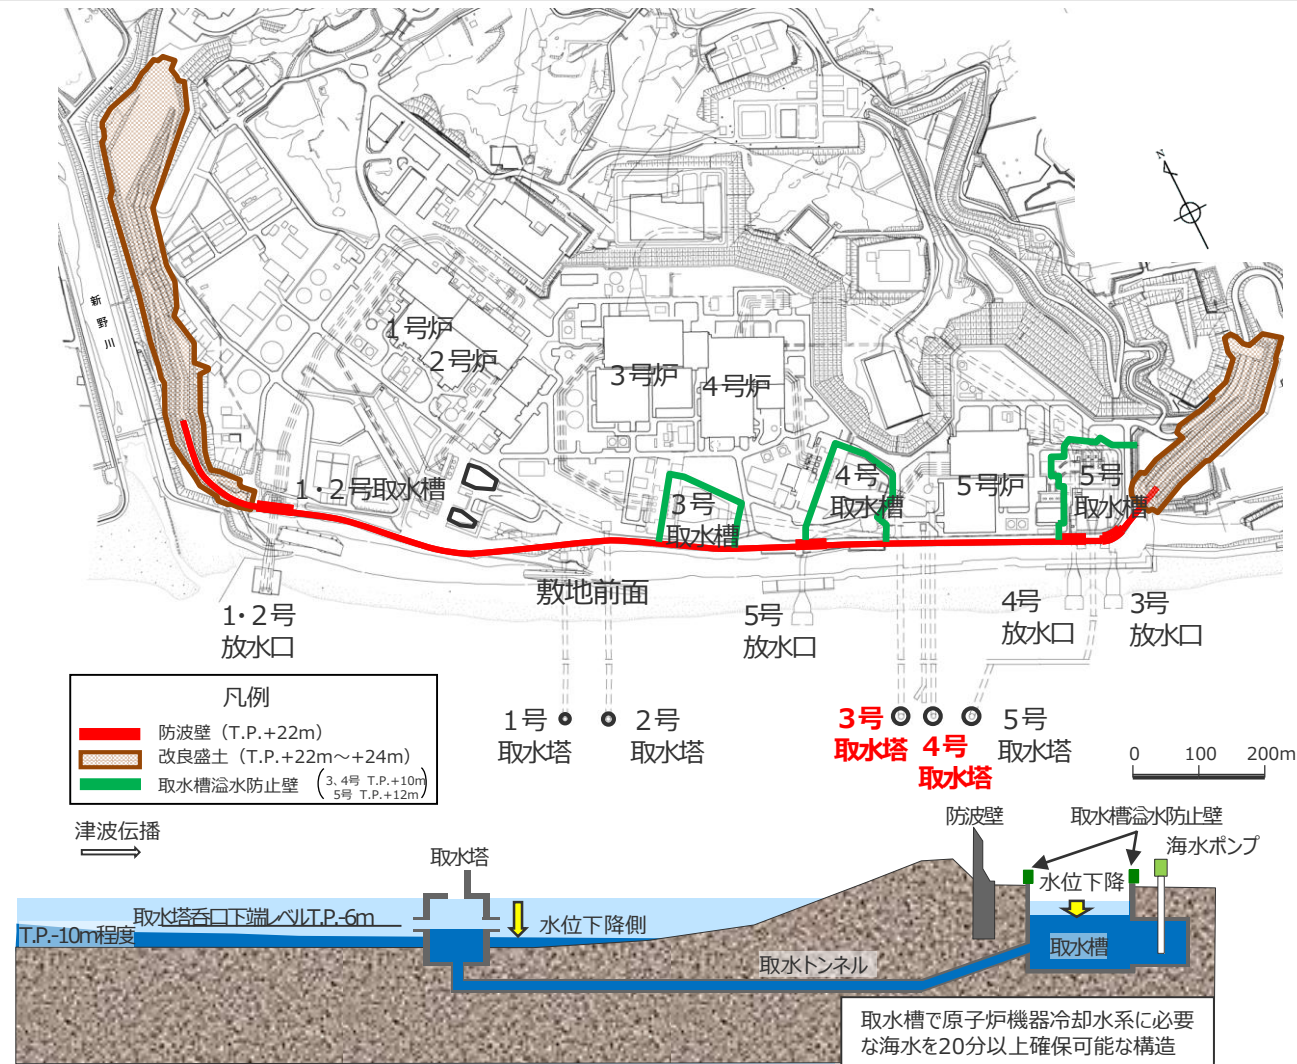 N
新野川
1号炉
2号炉
3号炉
4号炉
5号炉
1・2号取水槽
3号
取水槽
4号
取水槽
5号
取水槽
敷地前面
1・2号
放水口
5号
放水口
4号
放水口
3号
放水口
1号
取水塔
2号
取水塔
3号
取水塔
4号
取水塔
5号
取水塔
凡例
防波壁（T.P.+22m）
改良盛土（T.P.+22m～+24m）
取水槽溢水防止壁（3、4号 T.P.+10m
5号 T.P.+12m）
0 100 200m
津波伝播
取水塔
防波壁
取水槽溢水防止壁
海水ポンプ
取水塔呑口下端レベルT.P.-6m
T.P.-10m程度
水位下降側
水位下降
取水槽
取水トンネル
取水槽で原子炉機器冷却水系に必要
な海水を20分以上確保可能な構造